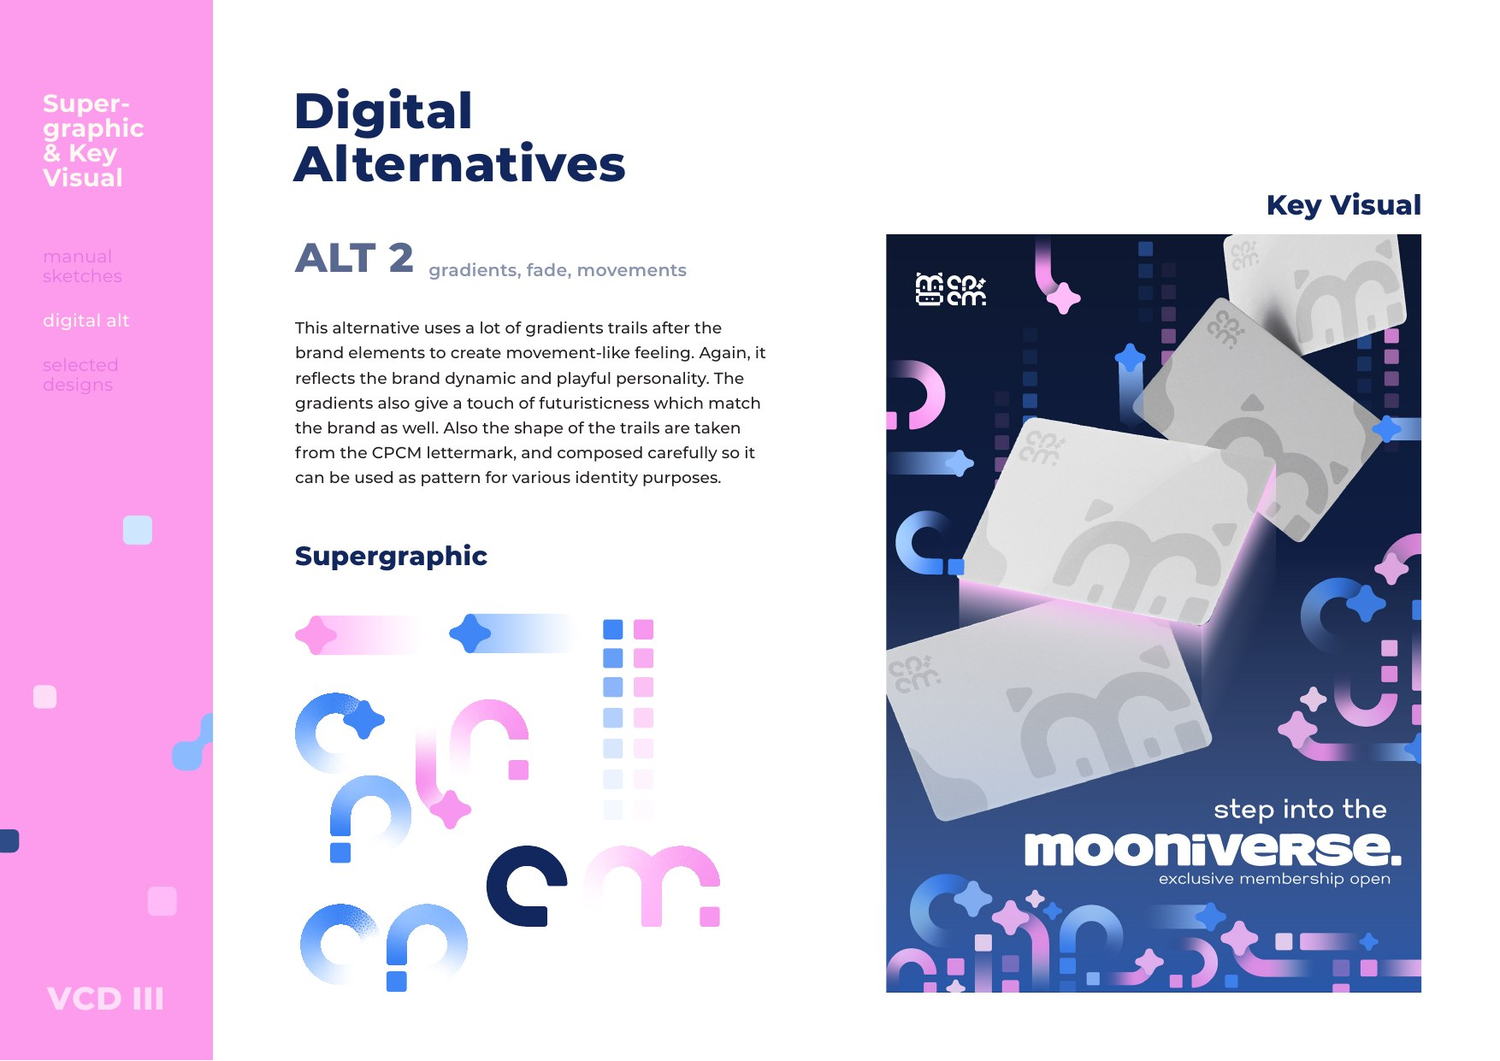 Super-
graphic
& Key
Visual
manual
sketches
digital alt
selected
designs
VCD III
Digital
Alternatives
ALT 2 gradients, fade, movements
This alternative uses a lot of gradients trails after the
brand elements to create movement-like feeling. Again, it
reflects the brand dynamic and playful personality. The
gradients also give a touch of futuristicness which match
the brand as well. Also the shape of the trails are taken
from the CPCM lettermark, and composed carefully so it
can be used as pattern for various identity purposes.
Supergraphic
Key Visual
cp
cm.
step into the
mooniverse.
exclusive membership open